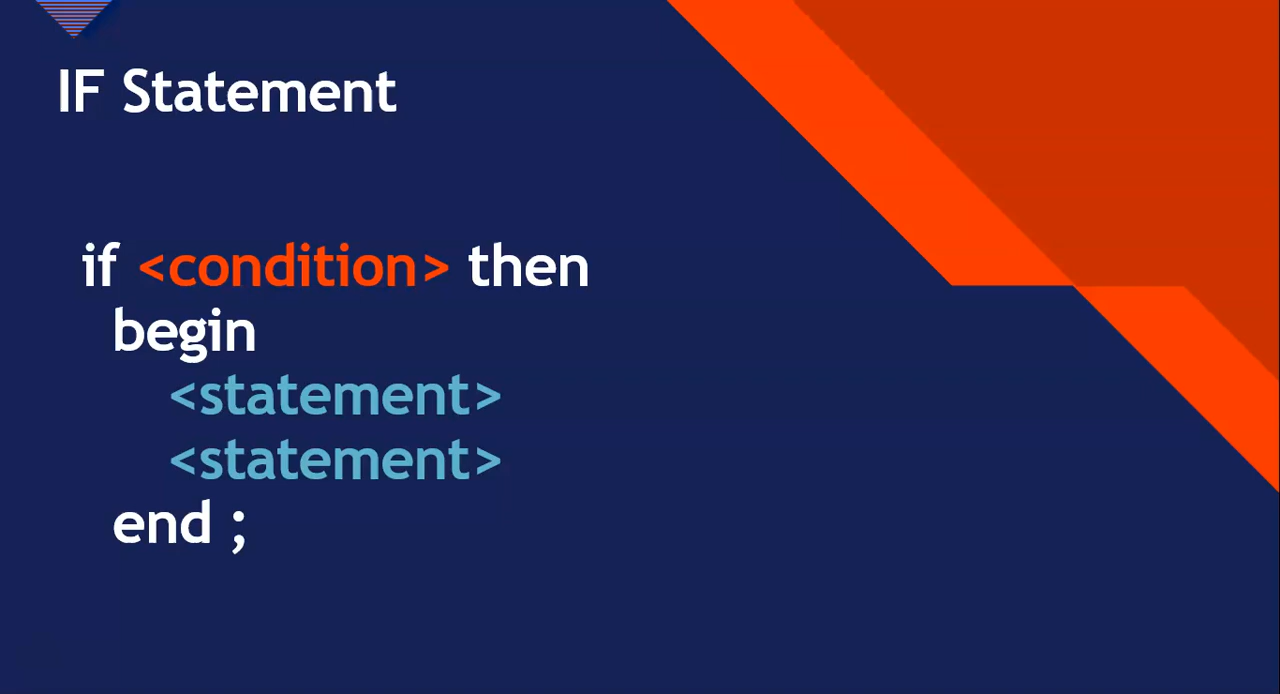 IF Statement
if <condition> then
begin
<statement>
<statement>
end ;